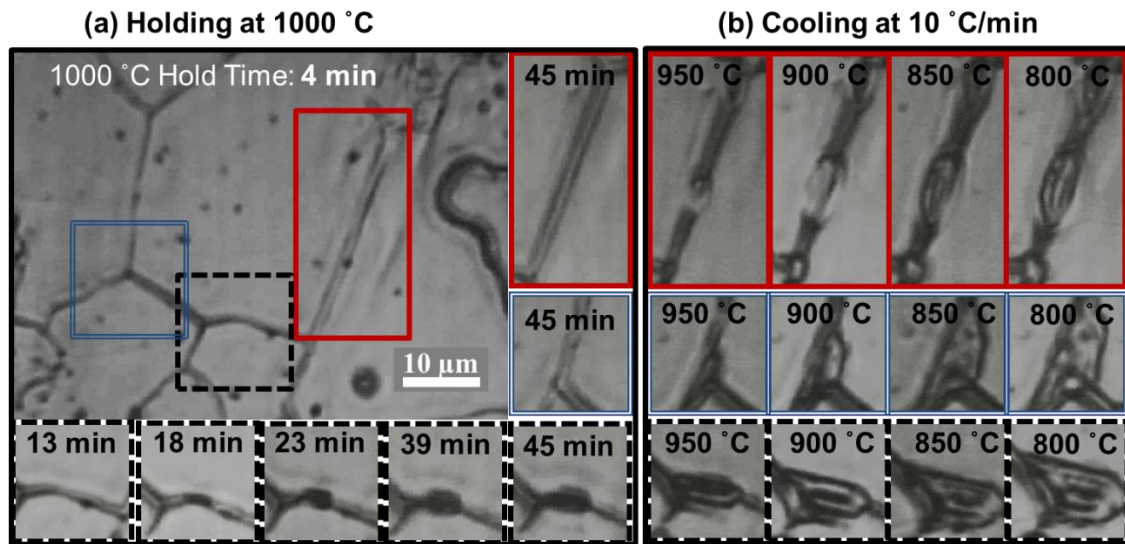 (a) Holding at 1000 ˚C
(b) Cooling at 10 ˚C/min
1000 ˚C Hold Time: 4 min
45 min
10 µm
45 min
13 min
18 min
23 min
39 min
45 min
950 ˚C
900 ˚C
850 ˚C
800 ˚C
950 ˚C
900 ˚C
850 ˚C
800 ˚C
950 ˚C
900 ˚C
850 ˚C
800 ˚C